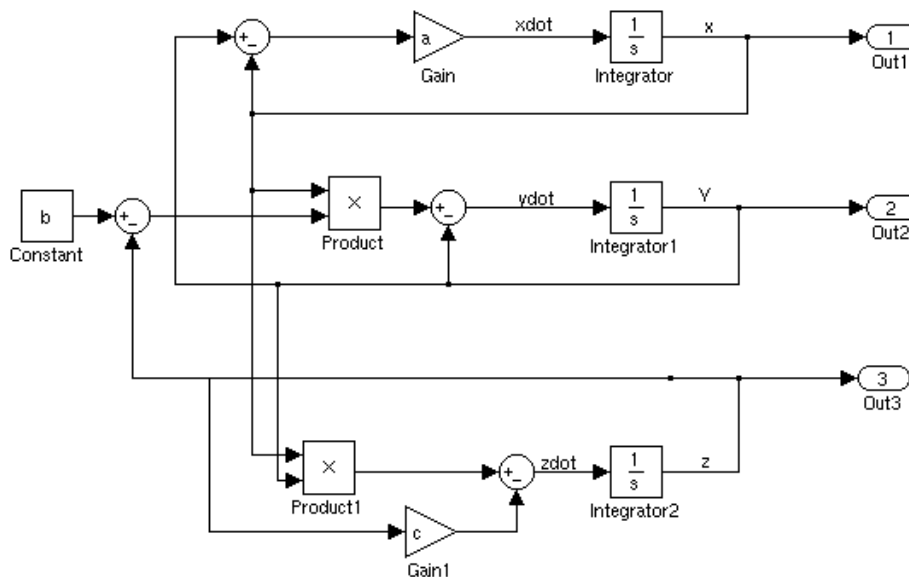 xdot
x
1
a
1
s
Out1
Gain
Integrator
ydot
Y
2
b
×
1
s
Out2
Constant
Product
Integrator1
3
Out3
zdot
z
×
1
s
Product1
Integrator2
c
Gain1